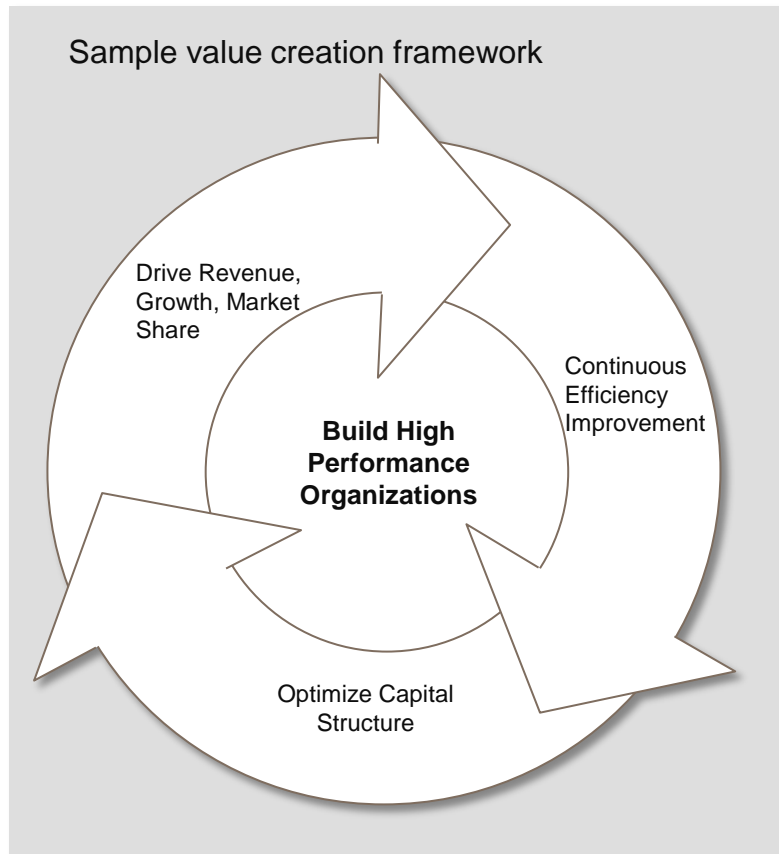 Sample value creation framework
Drive Revenue,
Growth, Market
Share
Continuous
Efficiency
Improvement
Build High
Performance
Organizations
Optimize Capital
Structure